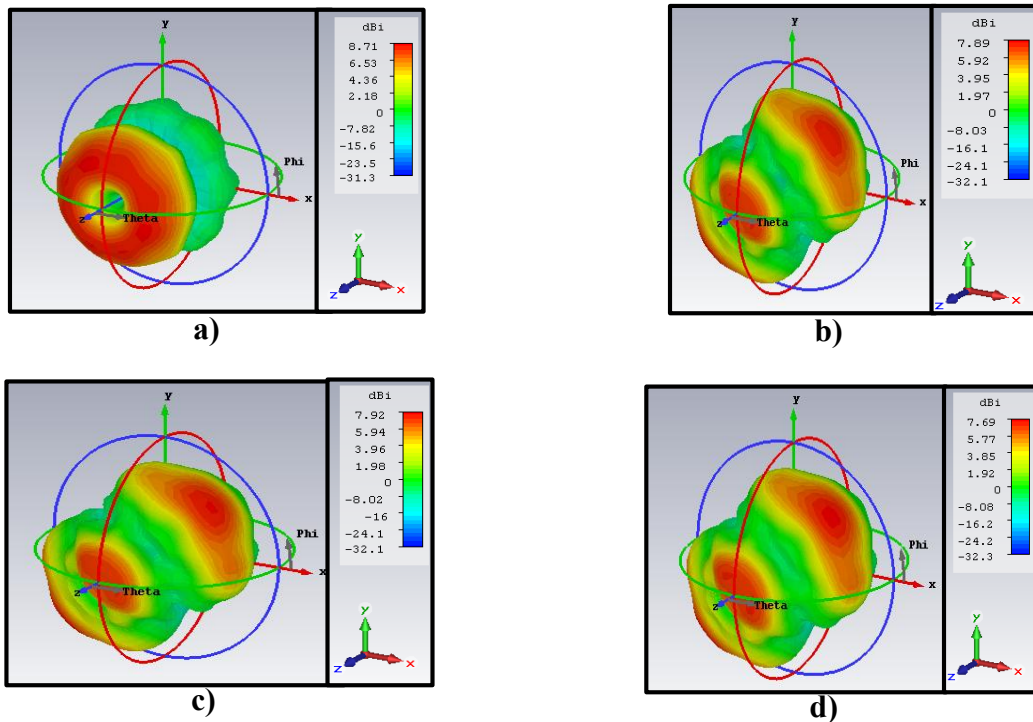 y
Phi
x
z
Theta
dBi
8.71
6.53
4.36
2.18
0
-7.82
-15.6
-23.5
-31.3
y
z
x
a)
y
Phi
x
z
Theta
dBi
7.89
5.92
3.95
1.97
0
-8.03
-16.1
-24.1
-32.1
y
z
x
b)
y
Phi
x
z
Theta
dBi
7.92
5.94
3.96
1.98
0
-8.02
-16
-24.1
-32.1
y
z
x
c)
y
Phi
x
z
Theta
dBi
7.69
5.77
3.85
1.92
0
-8.08
-16.2
-24.2
-32.3
y
z
x
d)